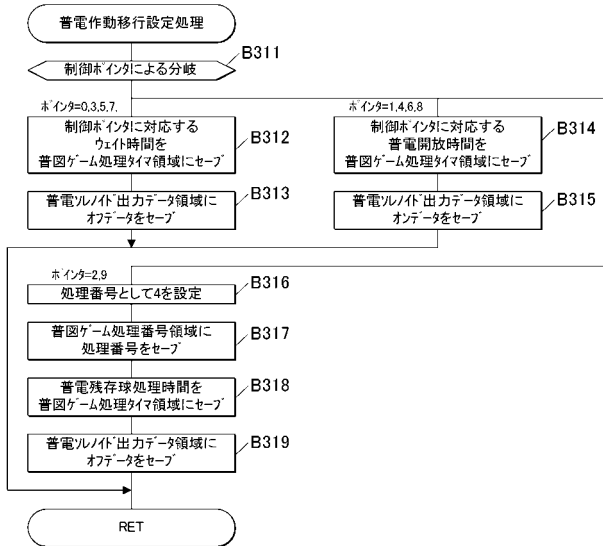 普電作動移行設定処理
制御ポインタによる分岐
B311
ポインタ=0,3,5,7,
制御ポインタに対応する
ウェイト時間を
普図ゲーム処理タイマ領域にセーブ
B312
普電ソレノイド出力データ領域に
オフデータをセーブ
B313
ポインタ=1,4,6,8
制御ポインタに対応する
普電開放時間を
普図ゲーム処理タイマ領域にセーブ
B314
普電ソレノイド出力データ領域に
オンデータをセーブ
B315
ポインタ=2,9
処理番号として4を設定
B316
普図ゲーム処理番号領域に
処理番号をセーブ
B317
普電残存球処理時間を
普図ゲーム処理タイマ領域にセーブ
B318
普電ソレノイド出力データ領域に
オフデータをセーブ
B319
RET